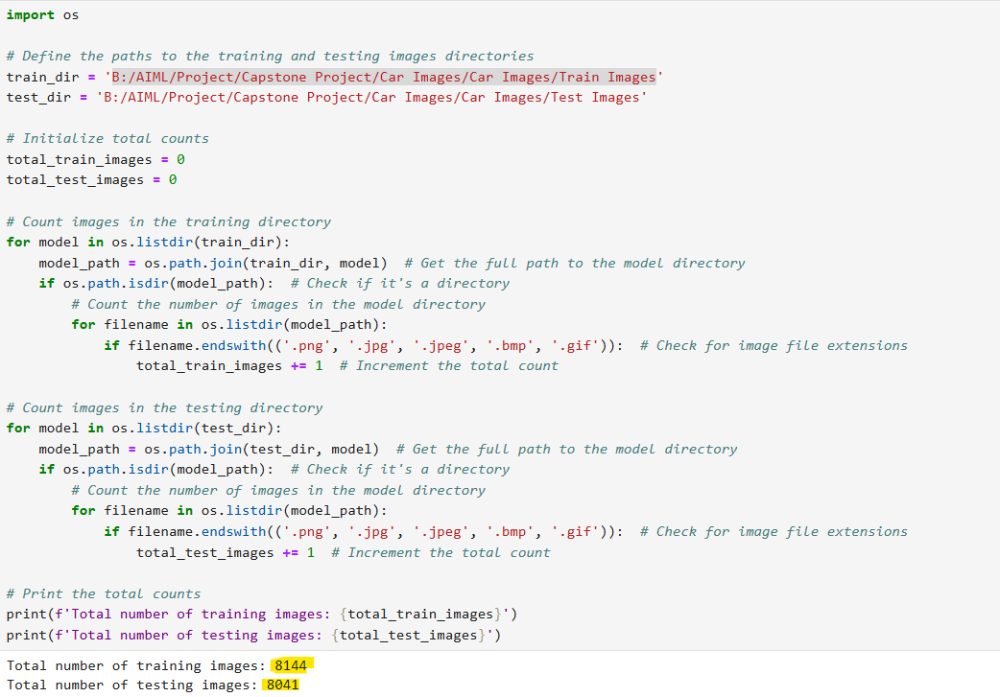 import os
# Define the paths to the training and testing images directories
train_dir = 'B:/AIML/Project/Capstone Project/Car Images/Car Images/Train Images'
test_dir = 'B:/AIML/Project/Capstone Project/Car Images/Car Images/Test Images'
# Initialize total counts
total_train_images = 0
total_test_images = 0
# Count images in the training directory
for model in os.listdir(train_dir):
    model_path = os.path.join(train_dir, model)  # Get the full path to the model directory
    if os.path.isdir(model_path):  # Check if it's a directory
        # Count the number of images in the model directory
        for filename in os.listdir(model_path):
            if filename.endswith(('.png', '.jpg', '.jpeg', '.bmp', '.gif')):  # Check for image file extensions
                total_train_images += 1  # Increment the total count
# Count images in the testing directory
for model in os.listdir(test_dir):
    model_path = os.path.join(test_dir, model)  # Get the full path to the model directory
    if os.path.isdir(model_path):  # Check if it's a directory
        # Count the number of images in the model directory
        for filename in os.listdir(model_path):
            if filename.endswith(('.png', '.jpg', '.jpeg', '.bmp', '.gif')):  # Check for image file extensions
                total_test_images += 1  # Increment the total count
# Print the total counts
print(f'Total number of training images: {total_train_images}')
print(f'Total number of testing images: {total_test_images}')
Total number of training images: 8144
Total number of testing images: 8041